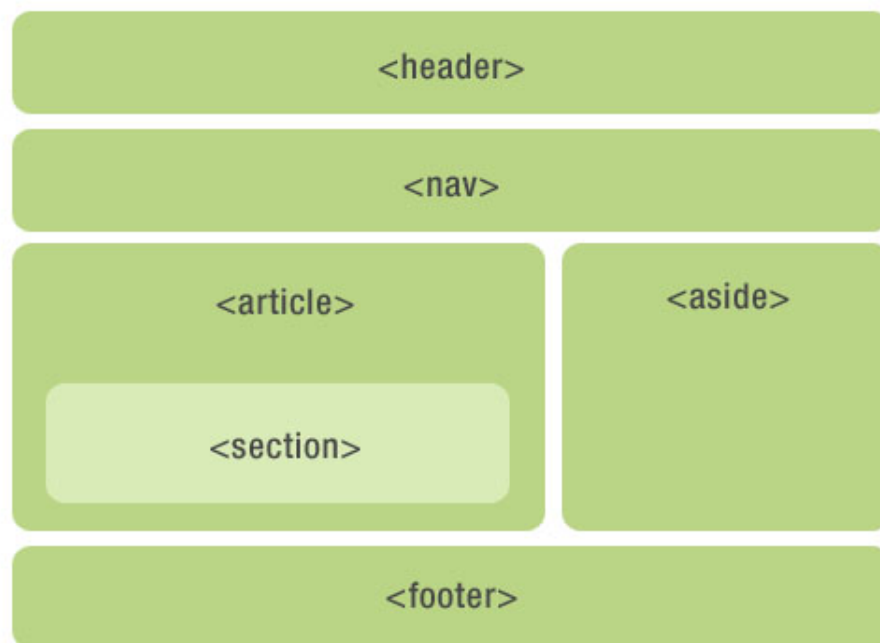 <header>
<nav>
<article>
<aside>
<section>
<footer>